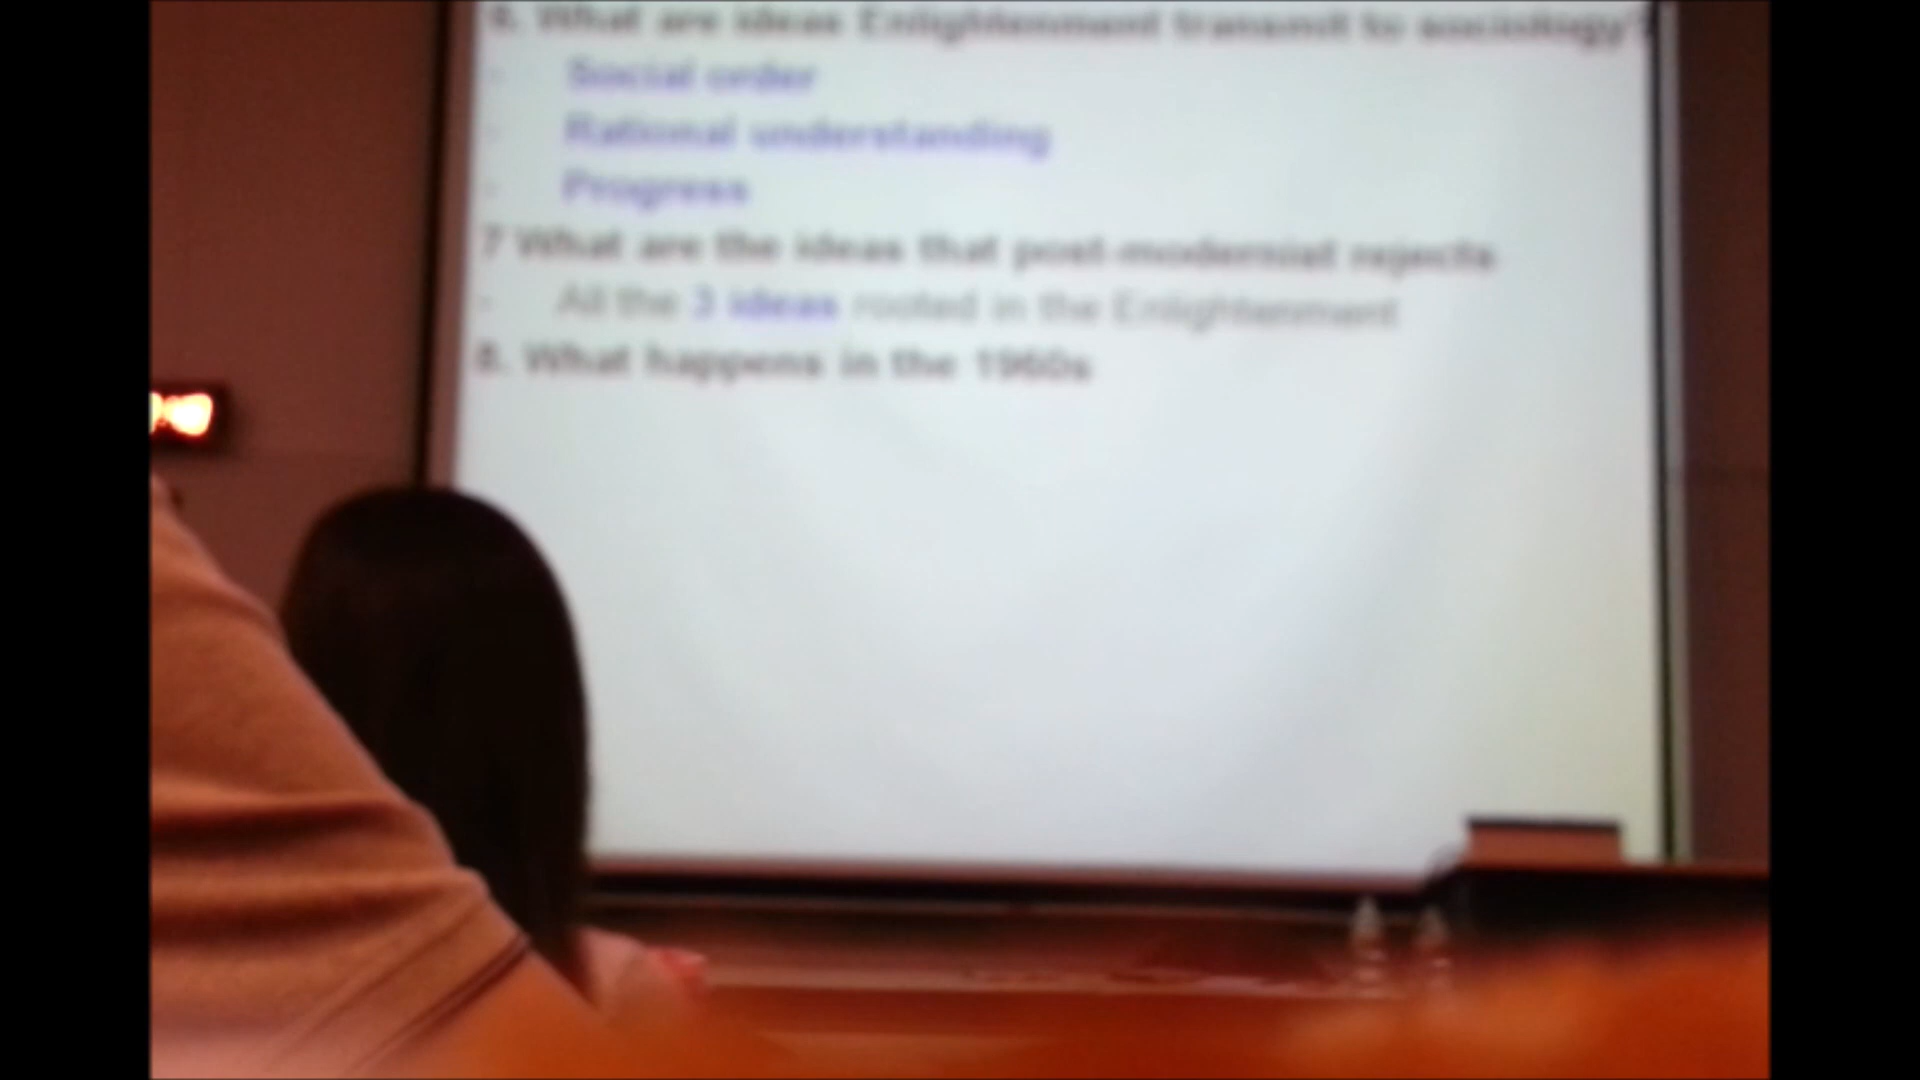 6. What are ideas Enlightenment transmit to sociology?
- Social order
- Rational understanding
- Progress
7 What are the ideas that post-modernist rejects
- All the 3 ideas rooted in the Enlightenment
8. What happens in the 1960s